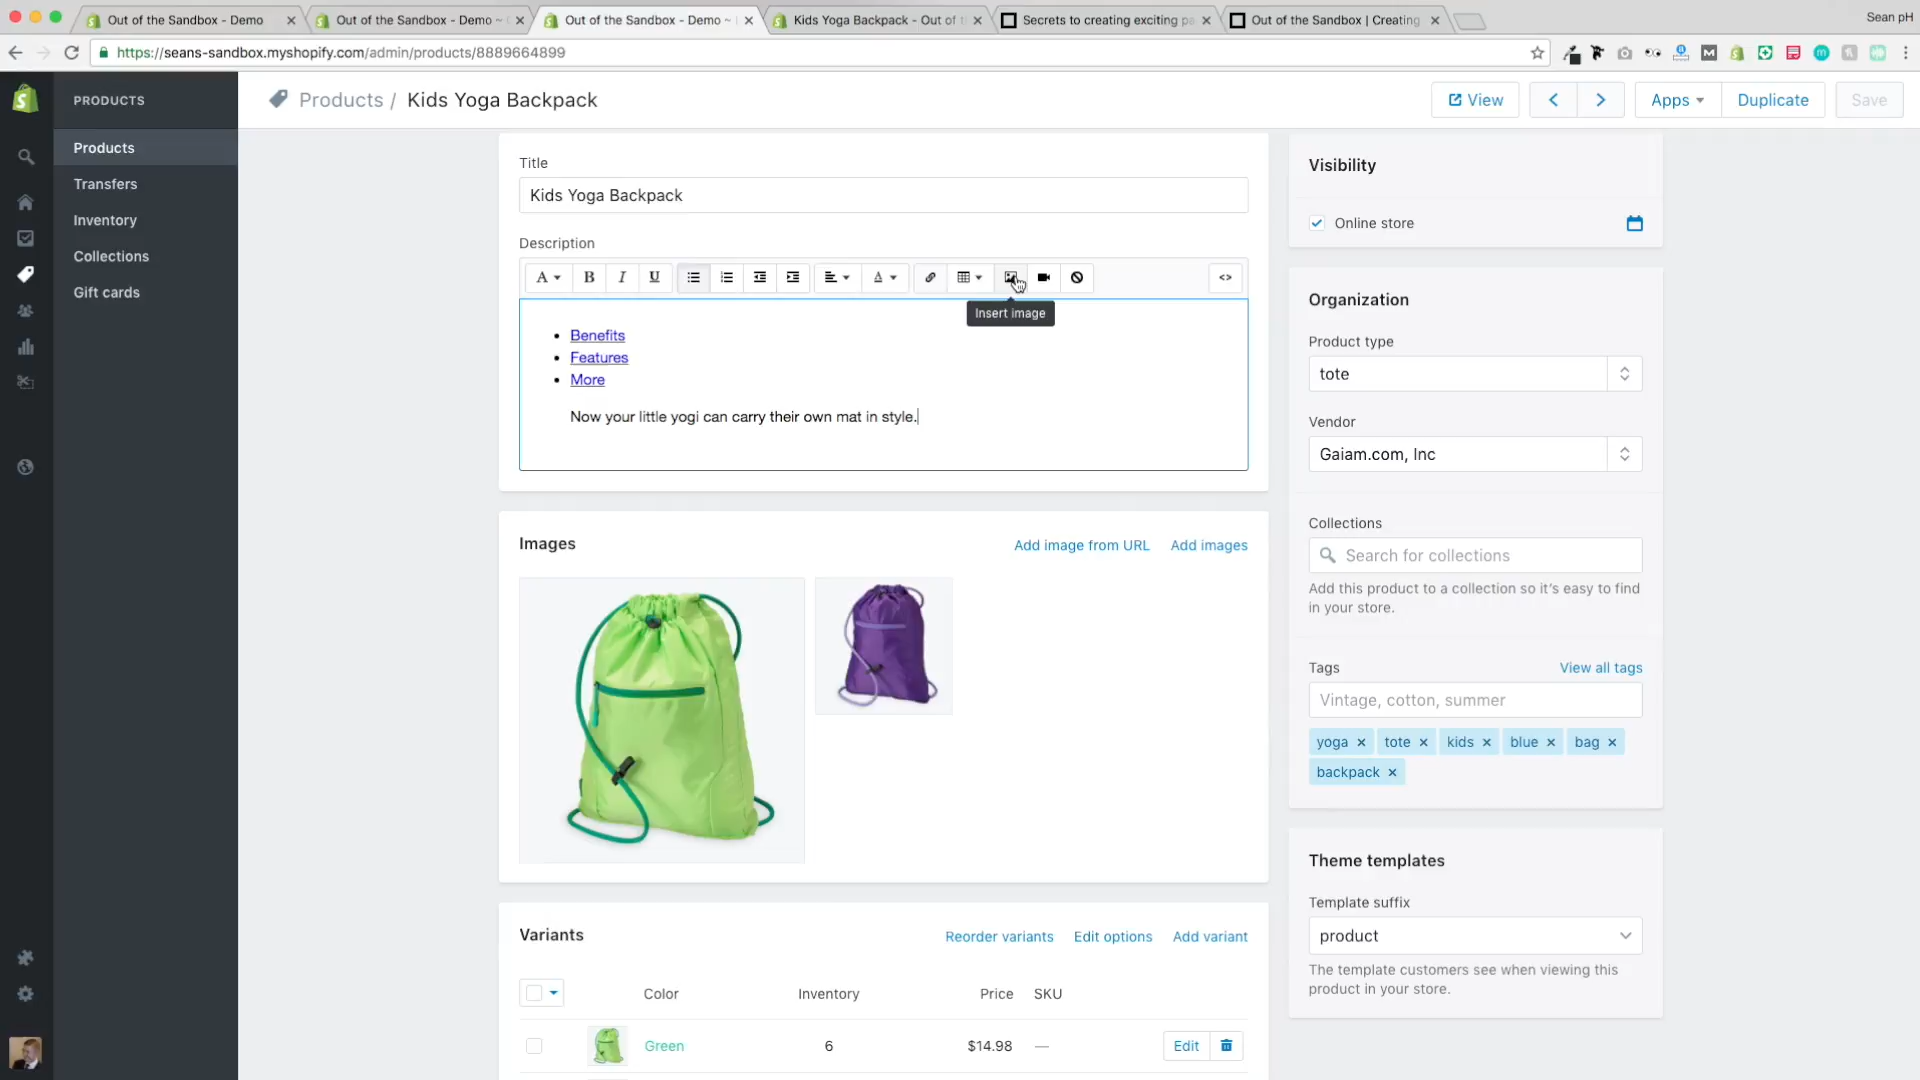 Out of the Sandbox - Demo
Out of the Sandbox - Demo ~
Out of the Sandbox - Demo ~
Kids Yoga Backpack - Out of
Secrets to creating exciting pa
Out of the Sandbox | Creating
Sean pH
https://seans-sandbox.myshopify.com/admin/products/8889664899
PRODUCTS
Products / Kids Yoga Backpack
View
Apps
Duplicate
Save
Products
Transfers
Inventory
Collections
Gift cards
Title
Kids Yoga Backpack
Description
A
B
I
U
A
<>
Insert image
• Benefits
• Features
• More
Now your little yogi can carry their own mat in style.
Images
Add image from URL
Add images
Variants
Reorder variants
Edit options
Add variant
Color
Inventory
Price
SKU
Green
6
$14.98
—
Edit
Visibility
Online store
Organization
Product type
tote
Vendor
Gaiam.com, Inc
Collections
Search for collections
Add this product to a collection so it's easy to find
in your store.
Tags
View all tags
Vintage, cotton, summer
yoga × tote × kids × blue × bag ×
backpack ×
Theme templates
Template suffix
product
The template customers see when viewing this
product in your store.